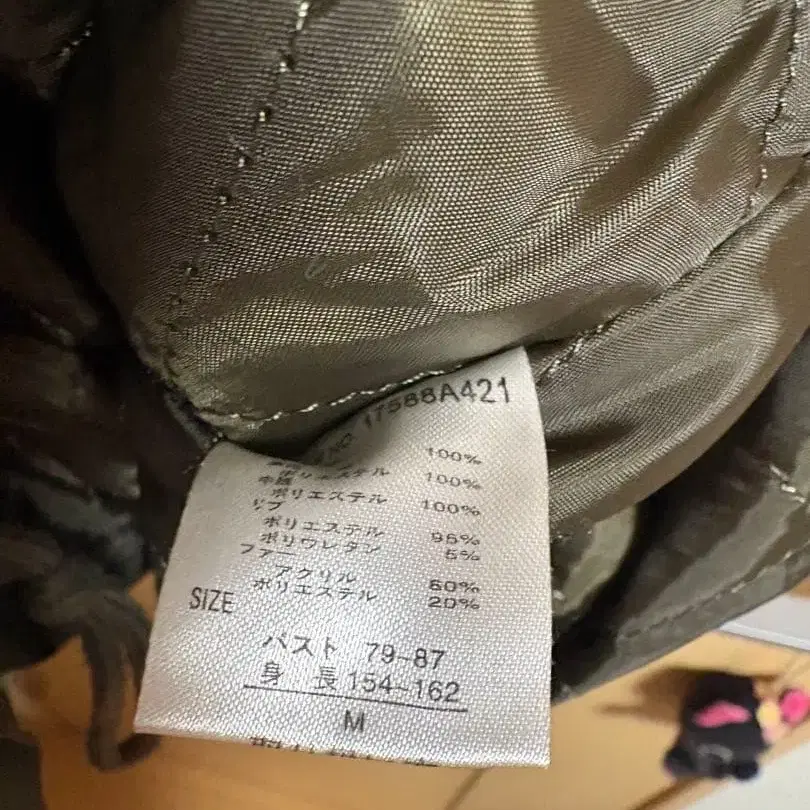 17588A421
100%
ポリエステル 100%
中綿
ポリエステル 100%
リブ
ポリエステル 95%
ポリウレタン 5%
ファー
アクリル
ポリエステル 20%
SIZE
バスト 79-87
身長 154-162
M